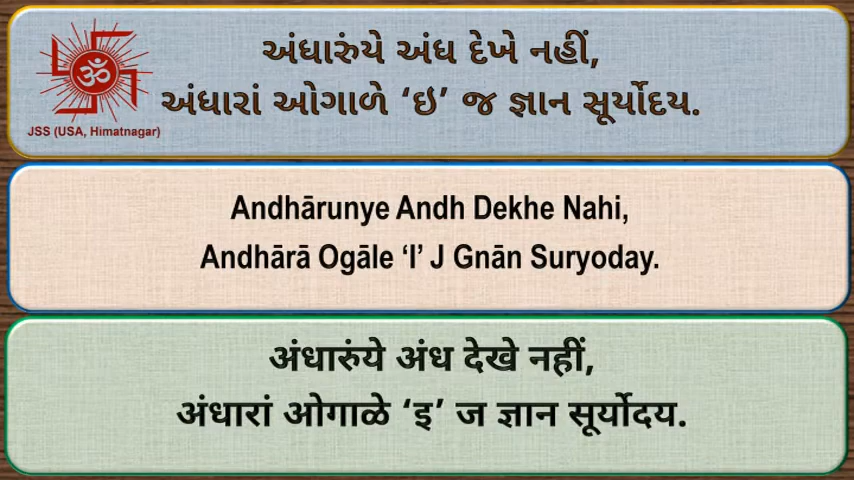 અંધારુંયે અંધ દેખે નહીં,
અંધારાં ઓગાળે ‘ઇ’ જ જ્ઞાન સૂર્યોદય.
ॐ
JSS (USA, Himatnagar)
Andhārunye Andh Dekhe Nahi,
Andhārā Ogāle ‘I’ J Gnān Suryoday.
अंधारुंये अंध देखे नहीं,
अंधारां ओगाळे ‘इ’ ज ज्ञान सूर्योदय.